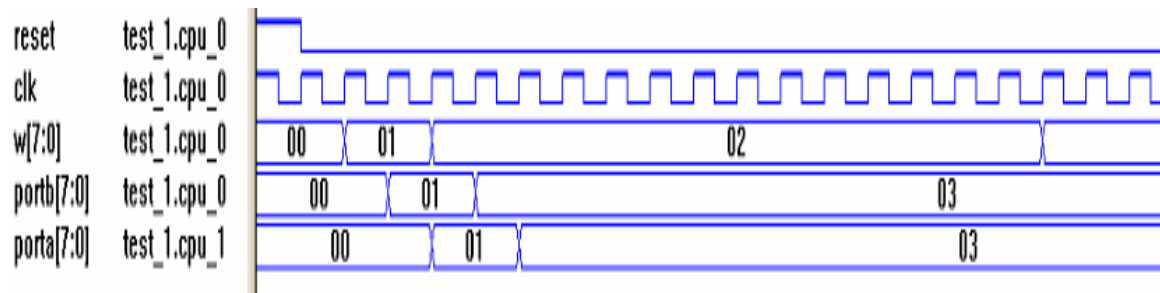 reset test_1.cpu_0
clk test_1.cpu_0
w[7:0] test_1.cpu_0 00 01 02
portb[7:0] test_1.cpu_0 00 01 03
porta[7:0] test_1.cpu_1 00 01 03